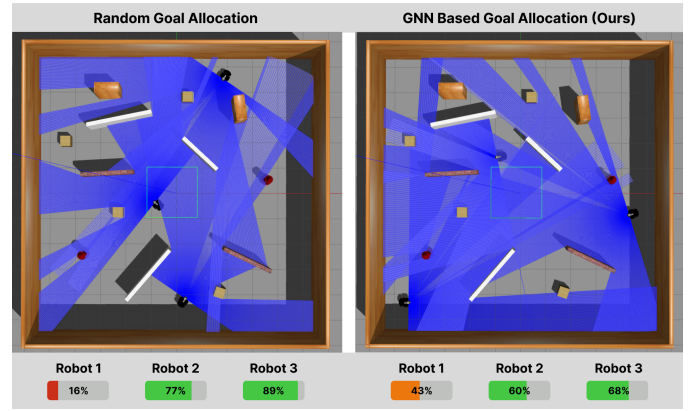 Random Goal Allocation
GNN Based Goal Allocation (Ours)
Robot 1 Robot 2 Robot 3
16% 77% 89%
Robot 1 Robot 2 Robot 3
43% 60% 68%